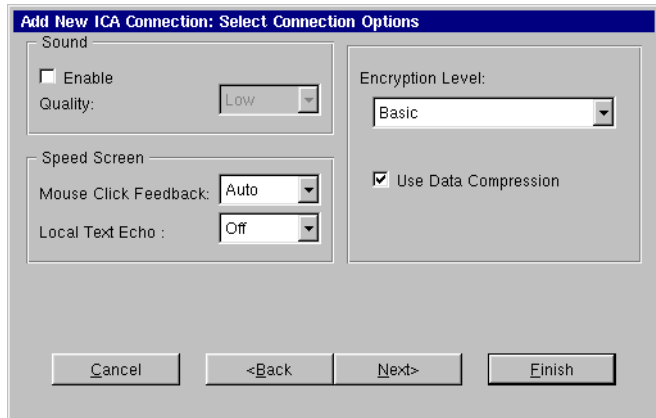 Add New ICA Connection: Select Connection Options
Sound
Enable
Quality: Low
Speed Screen
Mouse Click Feedback: Auto
Local Text Echo : Off
Encryption Level:
Basic
Use Data Compression
Cancel <Back Next> Finish